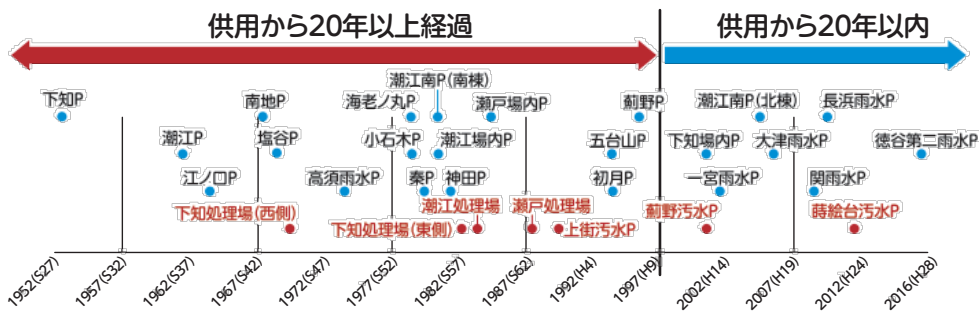 供用から20年以上経過
供用から20年以内
潮江南P(南棟)
下知P
南地P
海老ノ丸P
瀬戸場内P
薊野P
潮江南P(北棟)
長浜雨水P
潮江P
塩谷P
小石木P
潮江場内P
五台山P
下知場内P
大津雨水P
徳谷第二雨水P
江ノ口P
高須雨水P
秦P
神田P
初月P
一宮雨水P
関雨水P
潮江処理場
瀬戸処理場
下知処理場(西側)
下知処理場(東側)
上街汚水P
薊野汚水P
蒔絵台汚水P
1952(S27)
1957(S32)
1962(S37)
1967(S42)
1972(S47)
1977(S52)
1982(S57)
1987(S62)
1992(H4)
1997(H9)
2002(H14)
2007(H19)
2012(H24)
2016(H28)